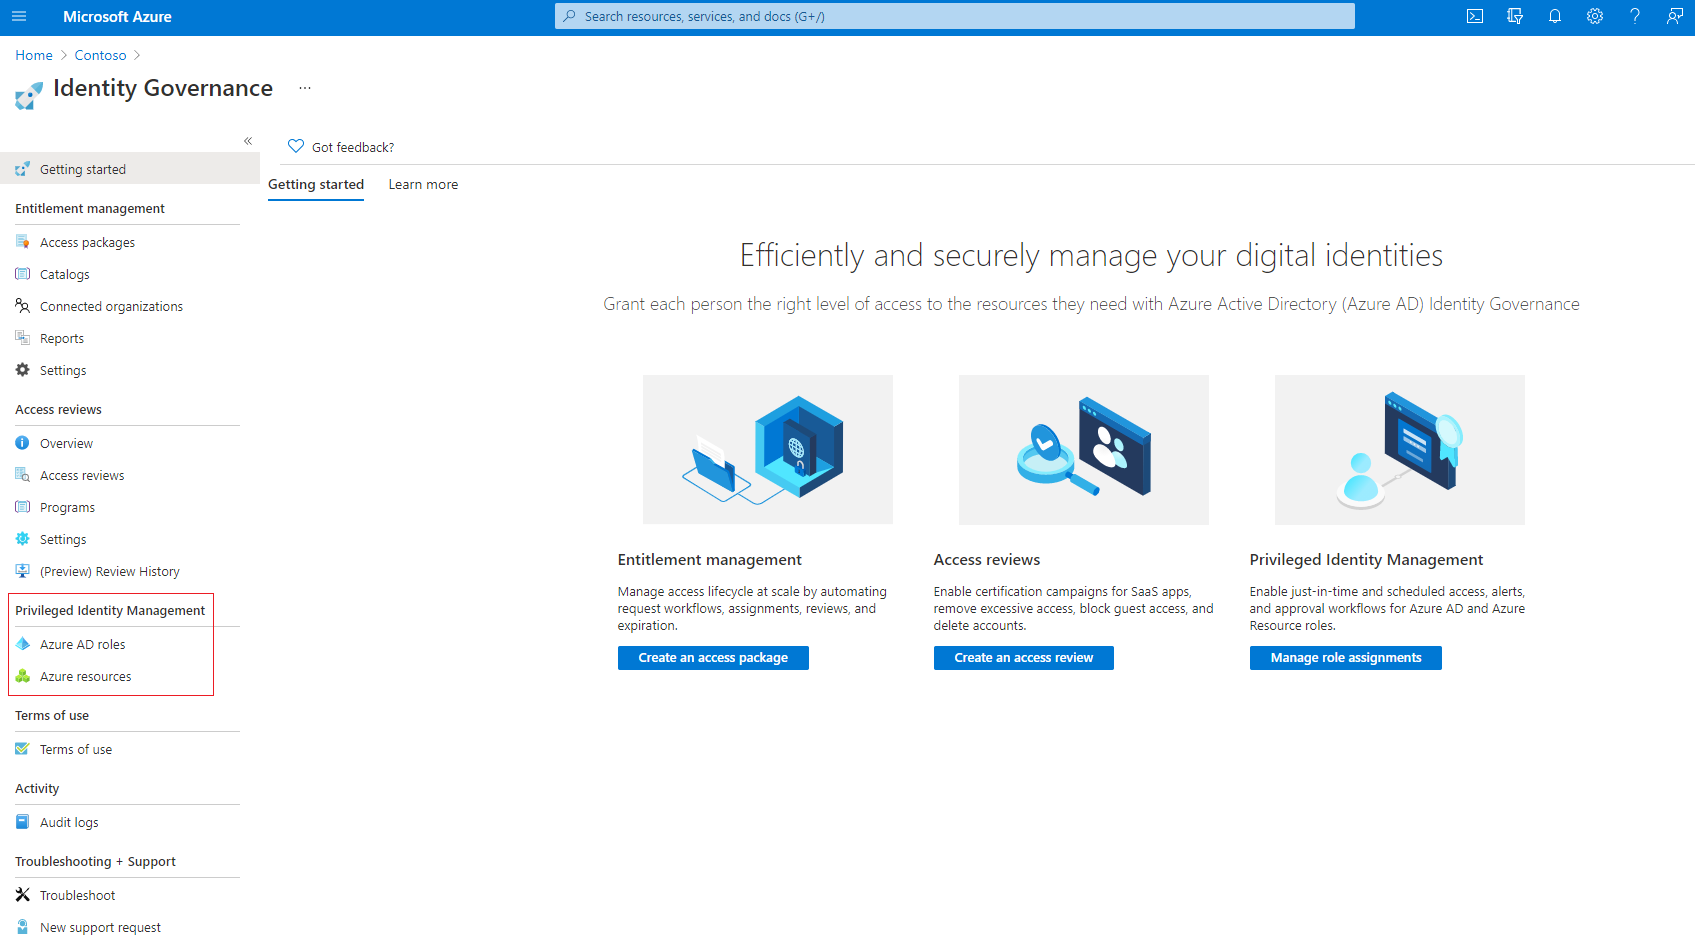 Microsoft Azure
Search resources, services, and docs (G+/)
Home
Contoso
Identity Governance
Got feedback?
Getting started
Entitlement management
Access packages
Catalogs
Connected organizations
Reports
Settings
Access reviews
Overview
Access reviews
Programs
Settings
(Preview) Review History
Privileged Identity Management
Azure AD roles
Azure resources
Terms of use
Terms of use
Activity
Audit logs
Troubleshooting + Support
Troubleshoot
New support request
Getting started
Learn more
Efficiently and securely manage your digital identities
Grant each person the right level of access to the resources they need with Azure Active Directory (Azure AD) Identity Governance
Entitlement management
Manage access lifecycle at scale by automating
request workflows, assignments, reviews, and
expiration.
Create an access package
Access reviews
Enable certification campaigns for SaaS apps,
remove excessive access, block guest access, and
delete accounts.
Create an access review
Privileged Identity Management
Enable just-in-time and scheduled access, alerts,
and approval workflows for Azure AD and Azure
Resource roles.
Manage role assignments